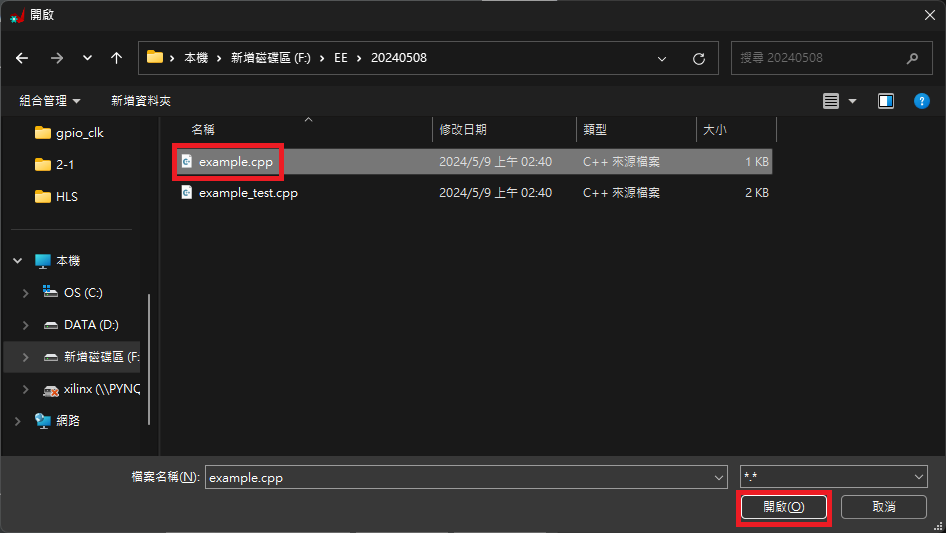 開啟
本機 新增磁碟區 (F:) EE 20240508
搜尋 20240508
組合管理 新增資料夾
gpio_clk
2-1
HLS
本機
OS (C:)
DATA (D:)
新增磁碟區 (F:
xilinx (\\PYNQ
網路
名稱 修改日期 類型 大小
example.cpp 2024/5/9 上午 02:40 C++ 來源檔案 1 KB
example_test.cpp 2024/5/9 上午 02:40 C++ 來源檔案 2 KB
檔案名稱(N): example.cpp *.*
開啟(O) 取消